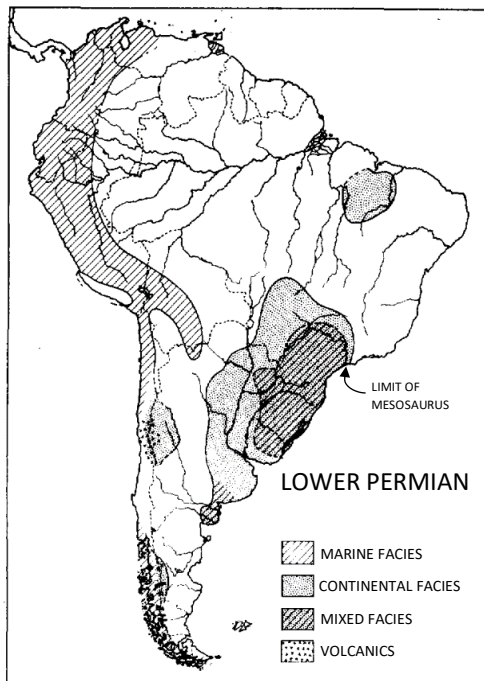 LIMIT OF
MESOSAURUS
LOWER PERMIAN
MARINE FACIES
CONTINENTAL FACIES
MIXED FACIES
VOLCANICS